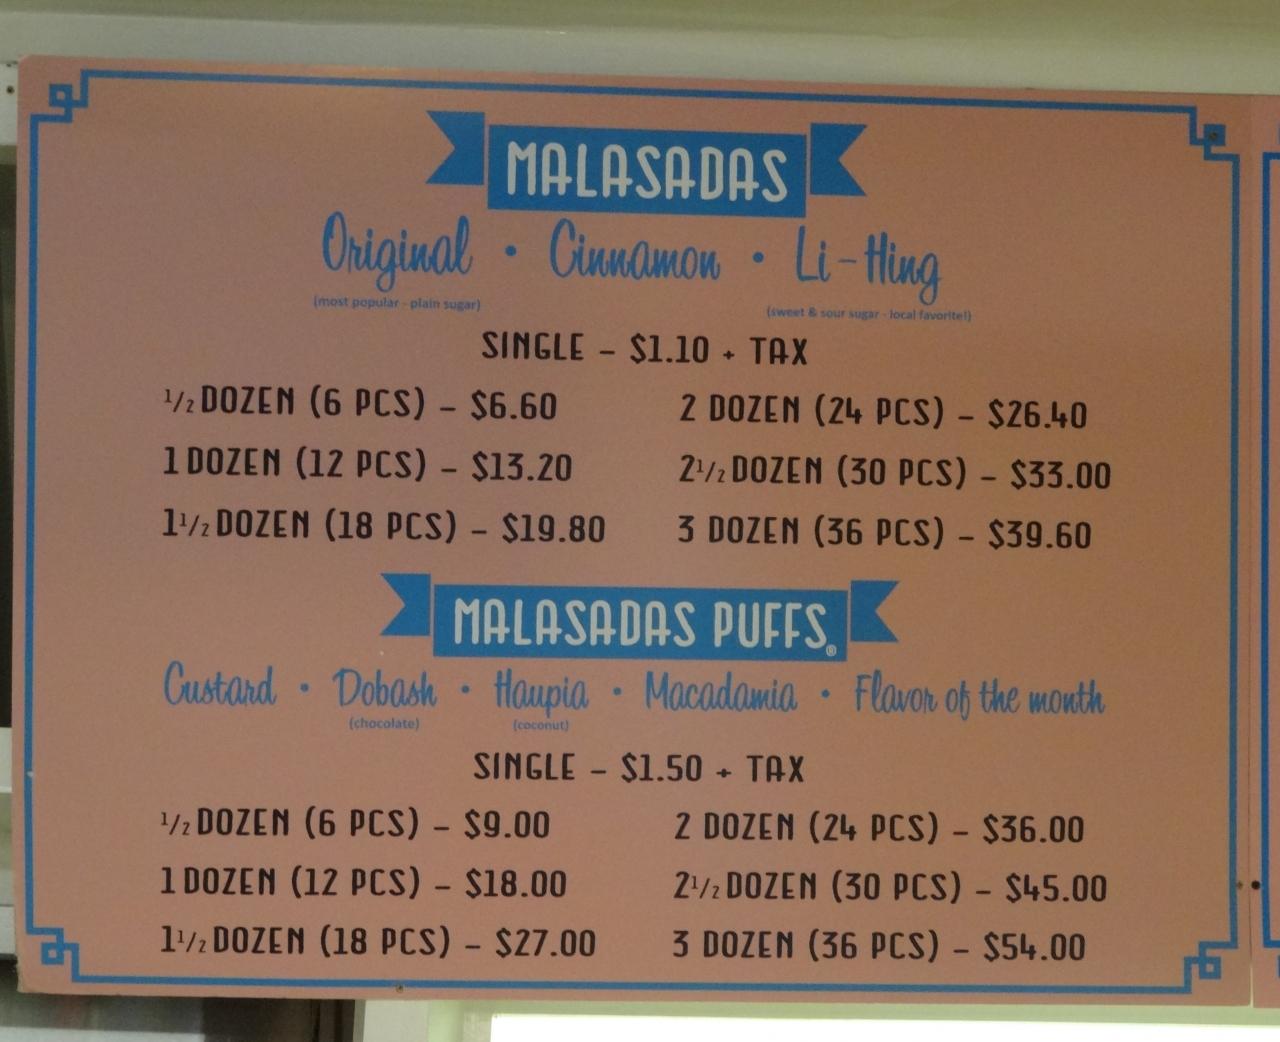 MALASADAS
Original • Cinnamon • Li-Hing
(most popular - plain sugar) (sweet & sour sugar - local favorite!)
SINGLE – $1.10 + TAX
1/2 DOZEN (6 PCS) – $6.60 2 DOZEN (24 PCS) – $26.40
1 DOZEN (12 PCS) – $13.20 2 1/2 DOZEN (30 PCS) – $33.00
1 1/2 DOZEN (18 PCS) – $19.80 3 DOZEN (36 PCS) – $39.60
MALASADAS PUFFS®
Custard • Dobash • Haupia • Macadamia • Flavor of the month
(chocolate) (coconut)
SINGLE – $1.50 + TAX
1/2 DOZEN (6 PCS) – $9.00 2 DOZEN (24 PCS) – $36.00
1 DOZEN (12 PCS) – $18.00 2 1/2 DOZEN (30 PCS) – $45.00
1 1/2 DOZEN (18 PCS) – $27.00 3 DOZEN (36 PCS) – $54.00